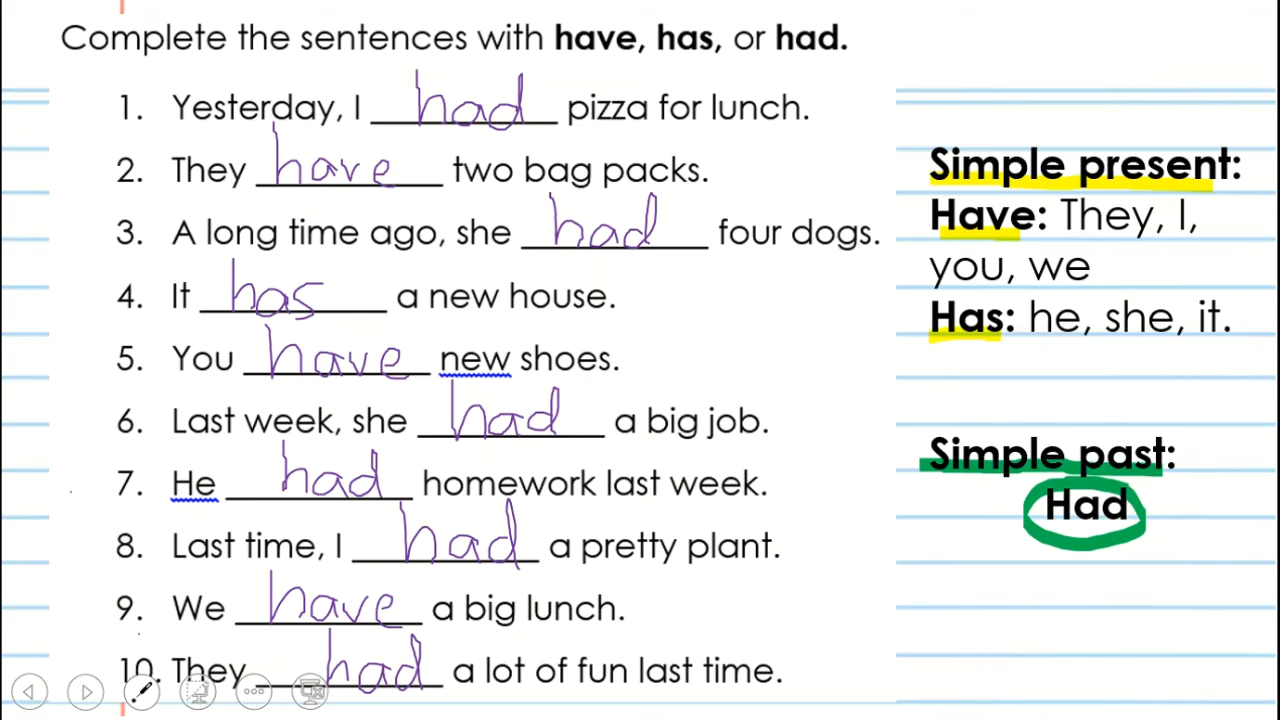 Complete the sentences with have, has, or had.
1. Yesterday, I had pizza for lunch.
2. They have two bag packs.
3. A long time ago, she had four dogs.
4. It has a new house.
5. You have new shoes.
6. Last week, she had a big job.
7. He had homework last week.
8. Last time, I had a pretty plant.
9. We have a big lunch.
10. They had a lot of fun last time.
Simple present:
Have: They, I,
you, we
Has: he, she, it.
Simple past:
Had